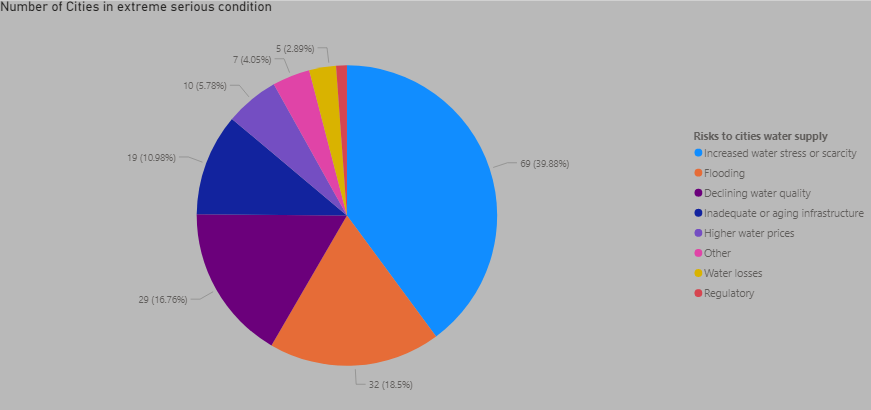 Number of Cities in extreme serious condition
5 (2.89%)
7 (4.05%)
10 (5.78%)
19 (10.98%)
29 (16.76%)
32 (18.5%)
69 (39.88%)
Risks to cities water supply
Increased water stress or scarcity
Flooding
Declining water quality
Inadequate or aging infrastructure
Higher water prices
Other
Water losses
Regulatory